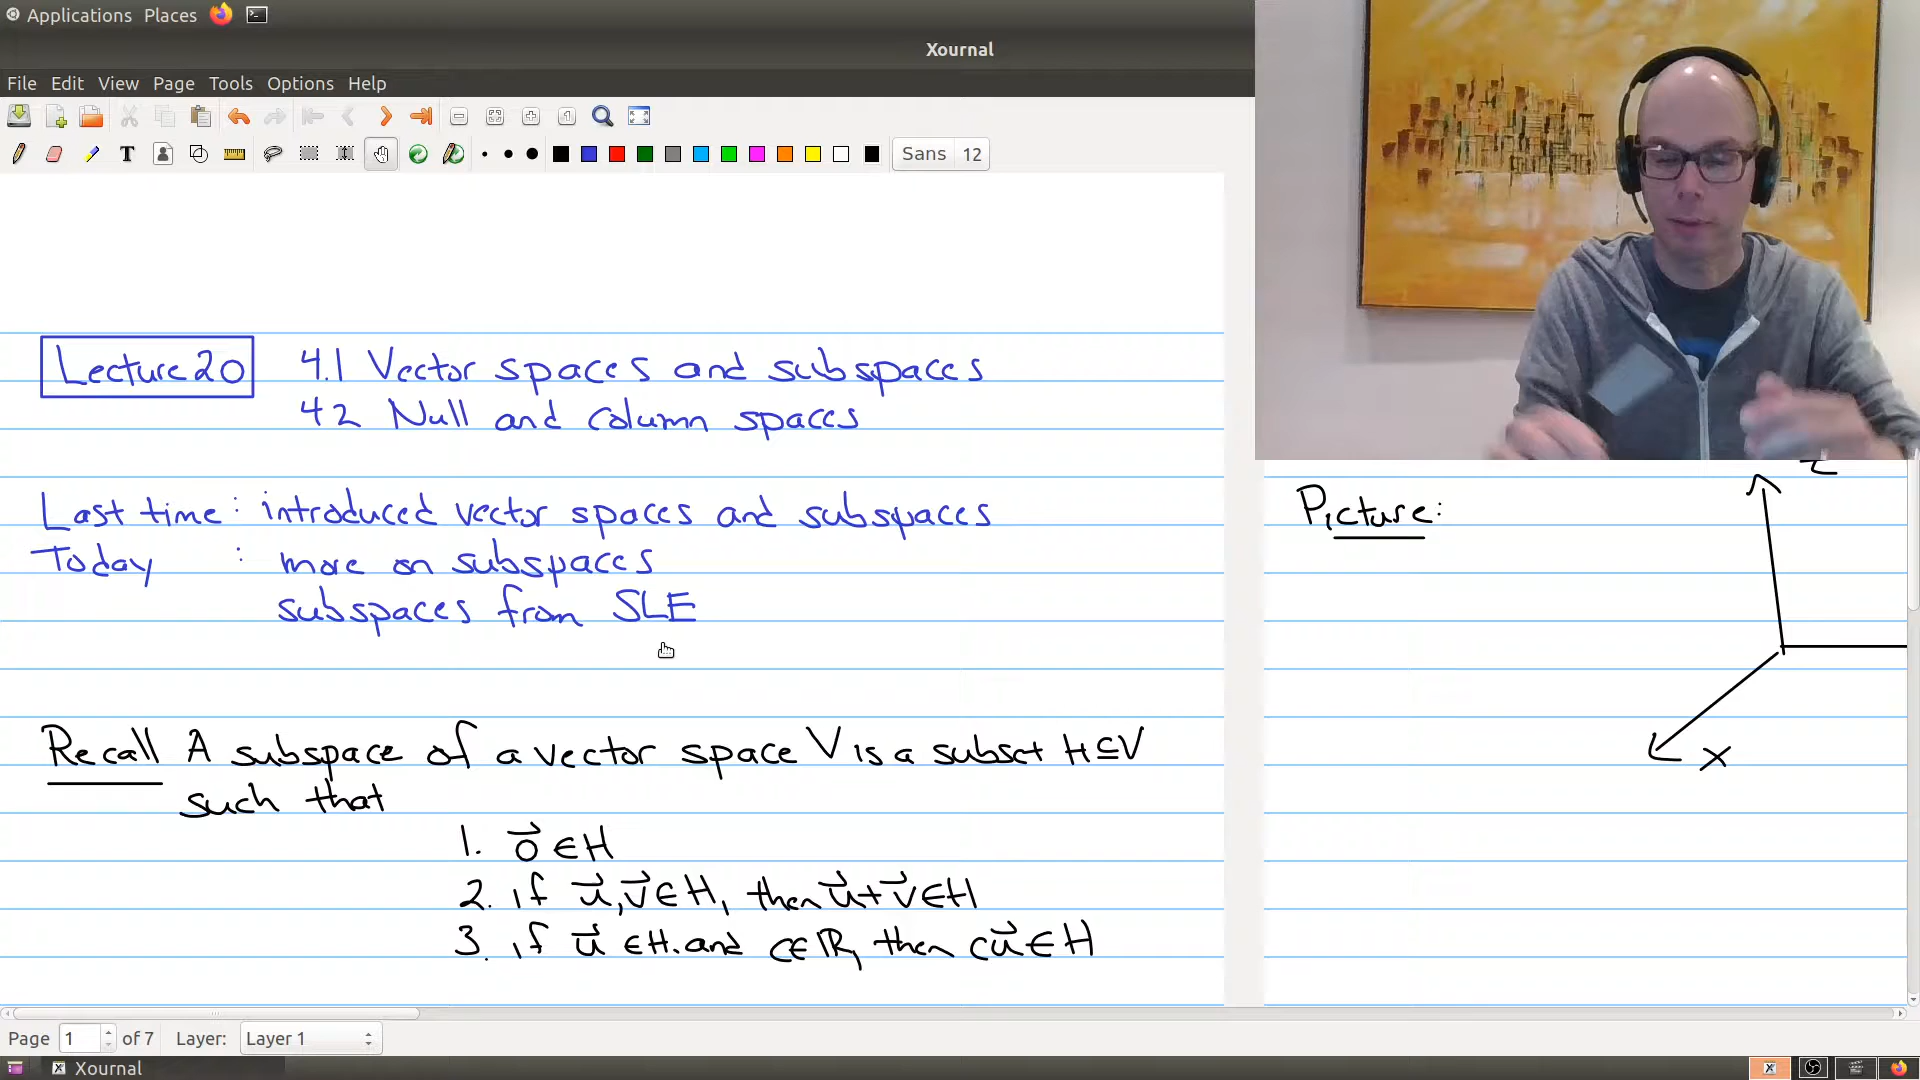 Applications Places
Xournal
File Edit View Page Tools Options Help
Sans 12
Lecture 20 4.1 Vector spaces and subspaces
4.2 Null and column spaces
Last time: introduced vector spaces and subspaces
Today : more on subspaces
subspaces from SLE
Recall A subspace of a vector space V is a subset H⊆V
such that
1. 0⃗ ∈ H
2. if u⃗,v⃗ ∈ H, then u⃗+v⃗ ∈ H
3. if u⃗ ∈ H and c∈ℝ, then cu⃗ ∈ H
Picture:
x
Page 1 of 7 Layer: Layer 1
Xournal